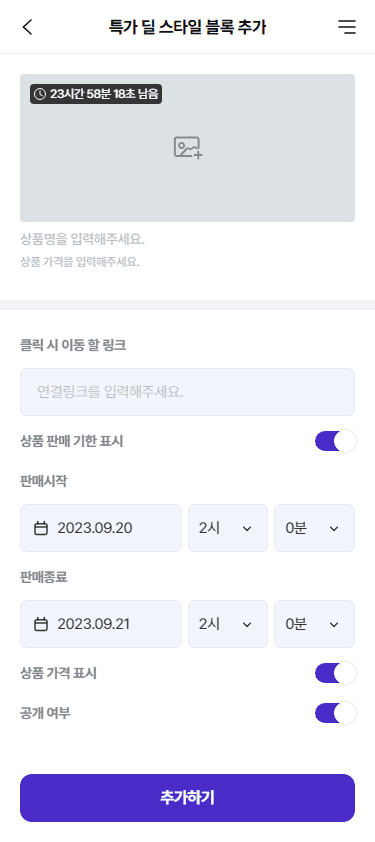 특가 딜 스타일 블록 추가
23시간 58분 18초 남음
상품명을 입력해주세요.
상품 가격을 입력해주세요.
클릭 시 이동 할 링크
연결링크를 입력해주세요.
상품 판매 기한 표시
판매시작
2023.09.20 2시 0분
판매종료
2023.09.21 2시 0분
상품 가격 표시
공개 여부
추가하기